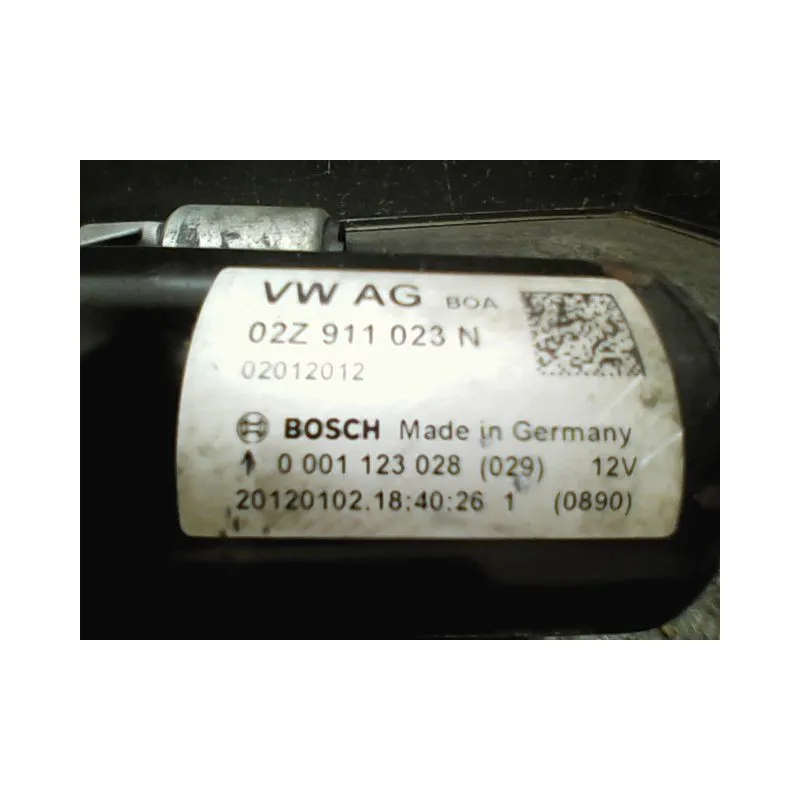 VW AG BOA
02Z 911 023 N
02012012
BOSCH Made in Germany
0 001 123 028 (029) 12V
20120102.18:40:26 1 (0890)